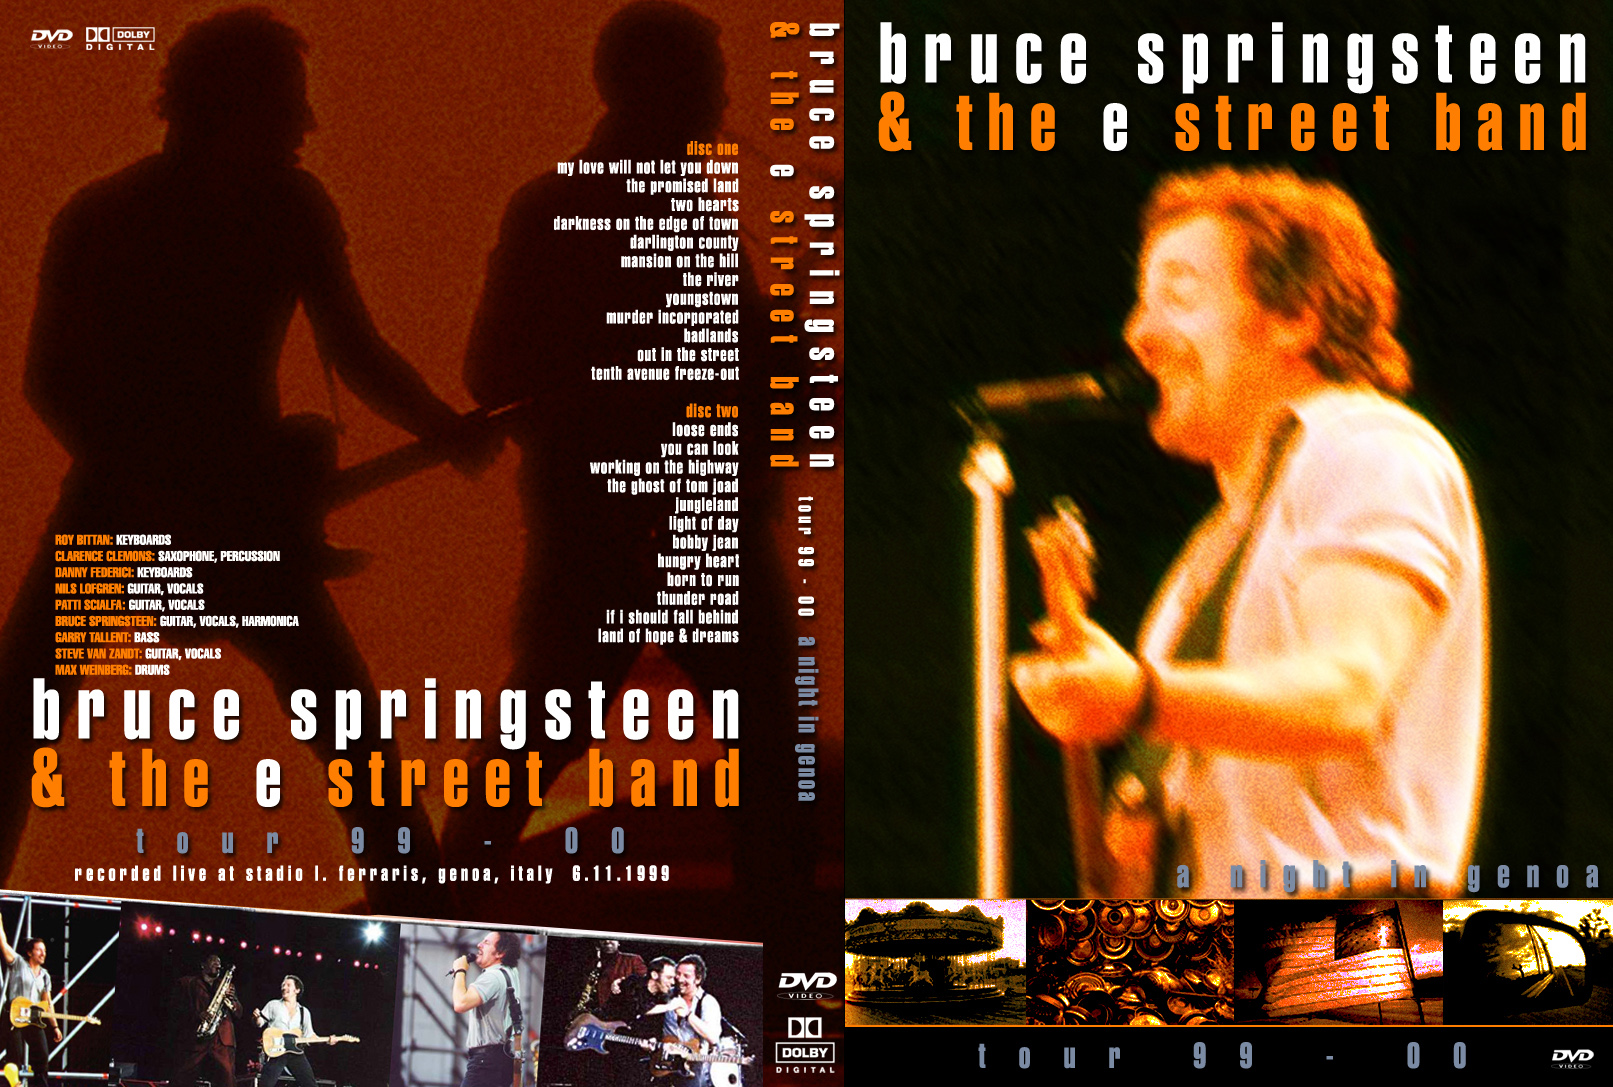 DVD
VIDEO
DOLBY
DIGITAL
disc one
my love will not let you down
the promised land
two hearts
darkness on the edge of town
darlington county
mansion on the hill
the river
youngstown
murder incorporated
badlands
out in the street
tenth avenue freeze-out
disc two
loose ends
you can look
working on the highway
the ghost of tom joad
jungleland
light of day
bobby jean
hungry heart
born to run
thunder road
if i should fall behind
land of hope & dreams
ROY BITTAN: KEYBOARDS
CLARENCE CLEMONS: SAXOPHONE, PERCUSSION
DANNY FEDERICI: KEYBOARDS
NILS LOFGREN: GUITAR, VOCALS
PATTI SCIALFA: GUITAR, VOCALS
BRUCE SPRINGSTEEN: GUITAR, VOCALS, HARMONICA
GARRY TALLENT: BASS
STEVE VAN ZANDT: GUITAR, VOCALS
MAX WEINBERG: DRUMS
bruce springsteen
& the e street band
tour 99 - 00
recorded live at stadio l. ferraris, genoa, italy 6.11.1999
bruce springsteen
& the e street band
tour 99 - 00 a night in genoa
DVD
VIDEO
DOLBY
DIGITAL
bruce springsteen
& the e street band
a night in genoa
tour 99 - 00
DVD
VIDEO